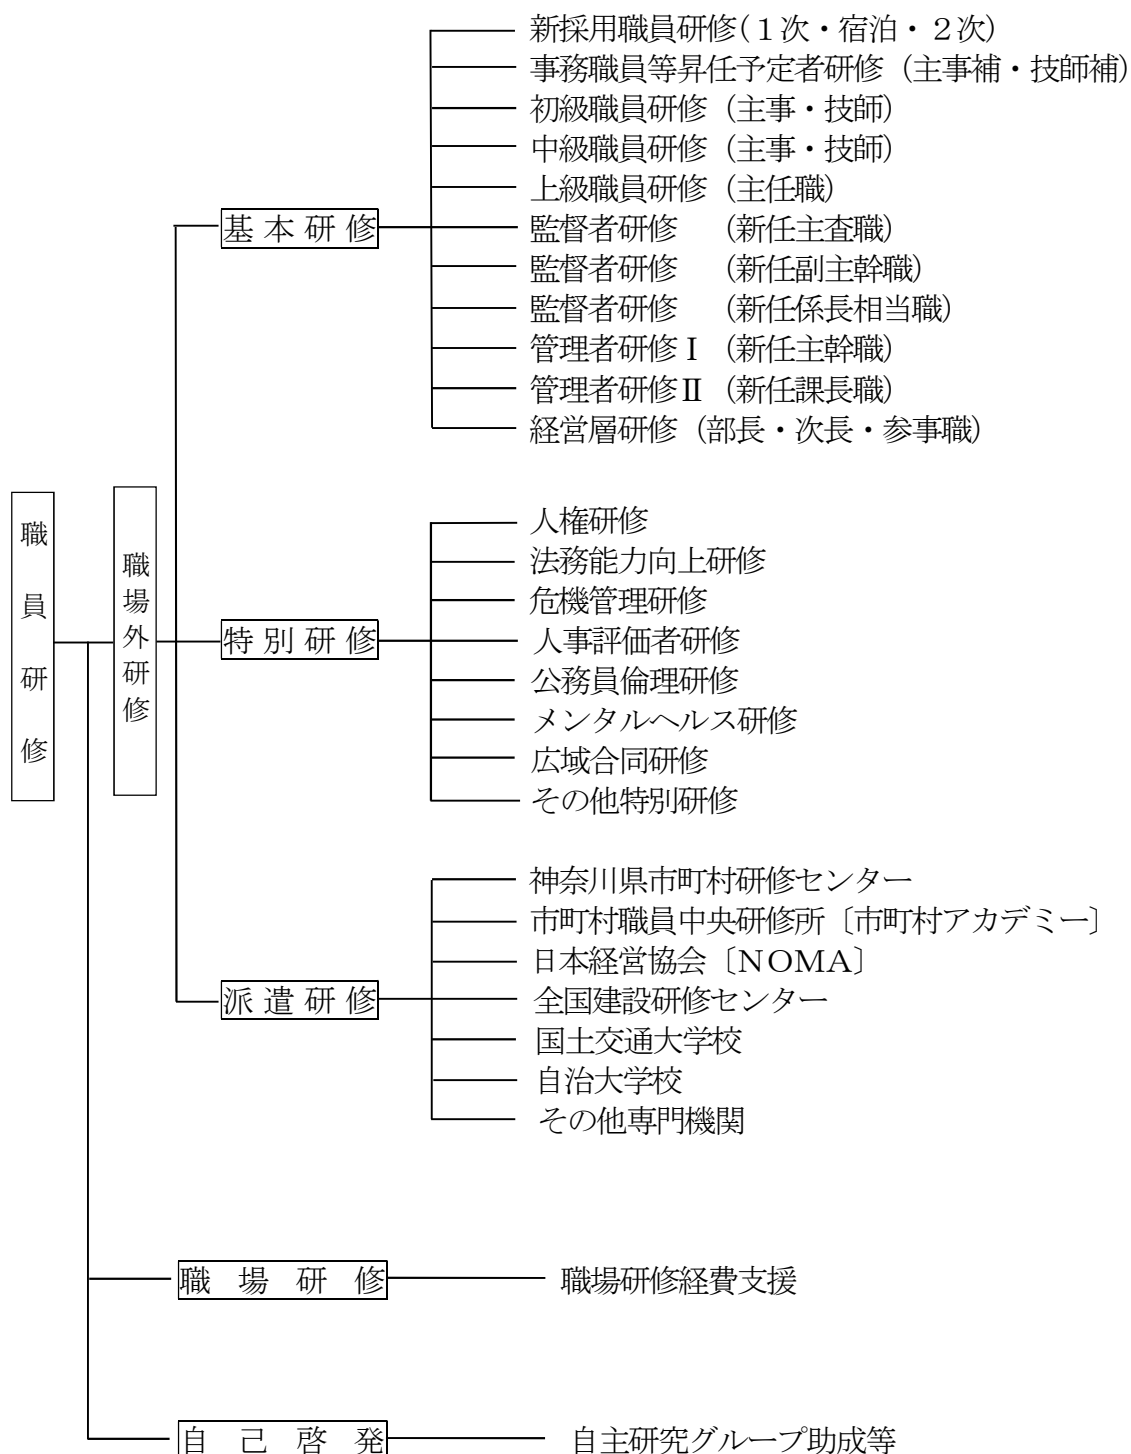 職員研修
職場外研修
基本研修
新採用職員研修(１次・宿泊・２次)
事務職員等昇任予定者研修（主事補・技師補）
初級職員研修（主事・技師）
中級職員研修（主事・技師）
上級職員研修（主任職）
監督者研修　（新任主査職）
監督者研修　（新任副主幹職）
監督者研修　（新任係長相当職）
管理者研修Ⅰ（新任主幹職）
管理者研修Ⅱ（新任課長職）
経営層研修（部長・次長・参事職）
特別研修
人権研修
法務能力向上研修
危機管理研修
人事評価者研修
公務員倫理研修
メンタルヘルス研修
広域合同研修
その他特別研修
派遣研修
神奈川県市町村研修センター
市町村職員中央研修所〔市町村アカデミー〕
日本経営協会〔ＮＯＭＡ〕
全国建設研修センター
国土交通大学校
自治大学校
その他専門機関
職場研修
職場研修経費支援
自己啓発
自主研究グループ助成等